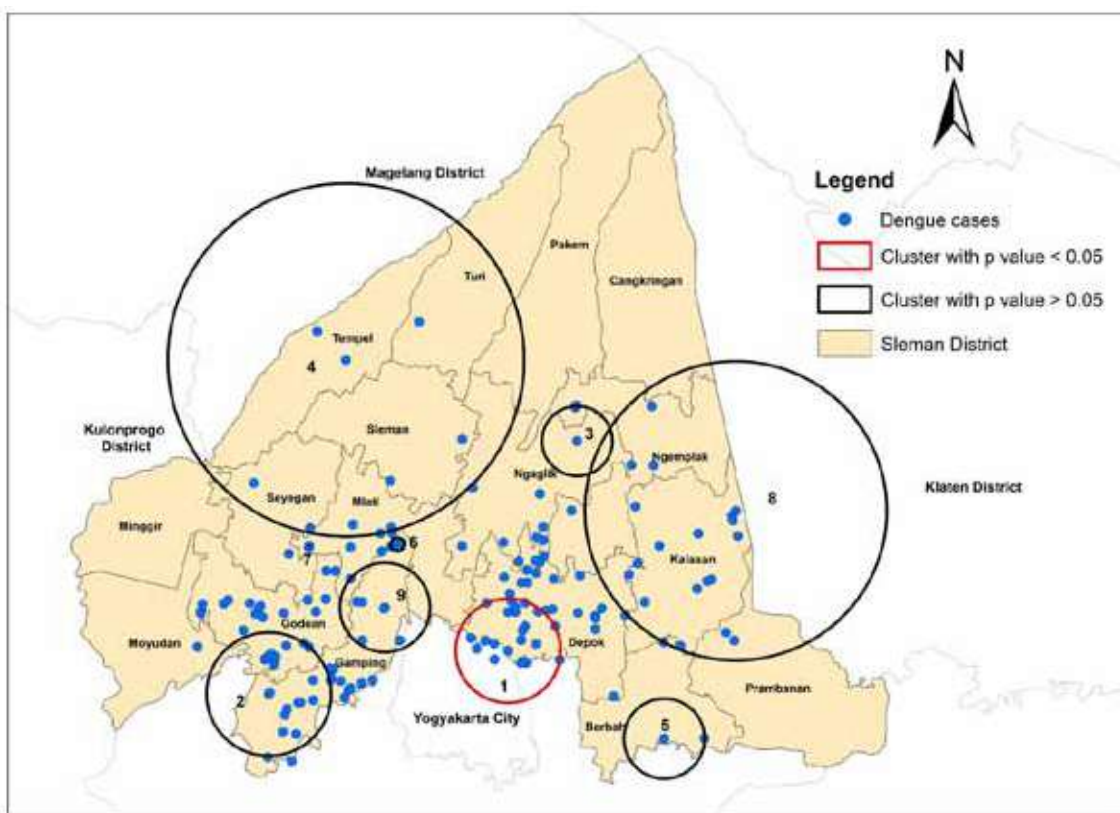 N
Magelang District
Legend
Dengue cases
Cluster with p value < 0.05
Cluster with p value > 0.05
Sleman District
Pakem
Turi
Cangkringan
Tempel
4
Kulonprogo
District
Sleman
3
Ngaglik
Ngemplak
Seyegan
Mlati
8
Klaten District
Minggir
6
7
Kalasan
9
Godean
Moyudan
Depok
Gamping
1
2
Prambanan
Yogyakarta City
Berbah
5